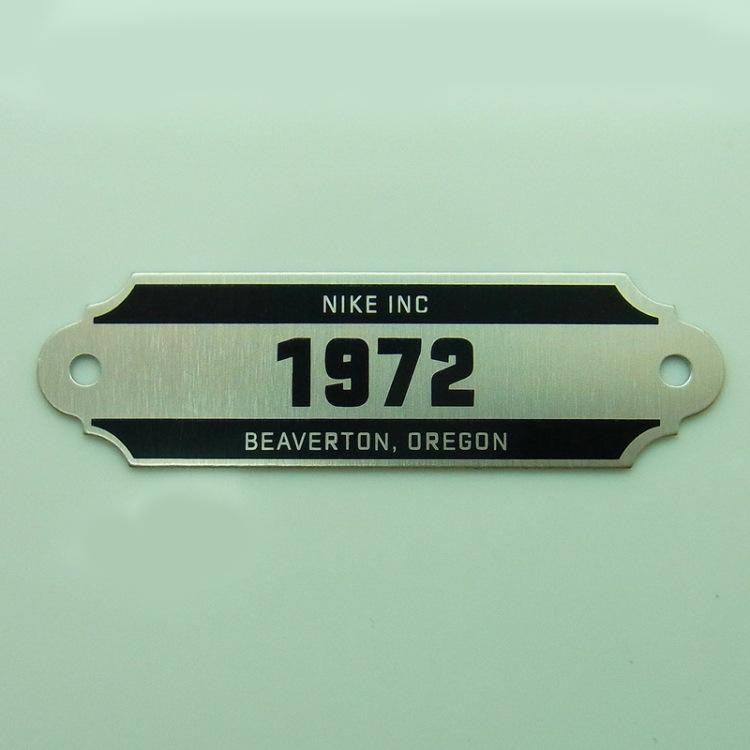 NIKE INC
1972
BEAVERTON, OREGON